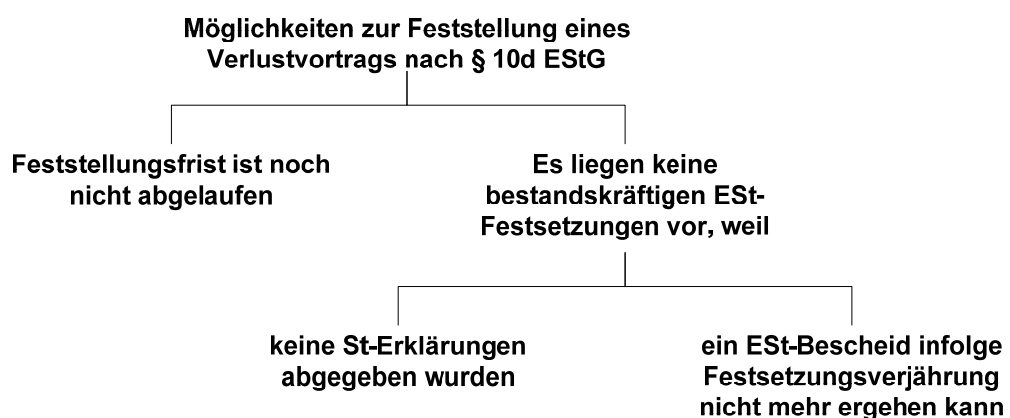 Möglichkeiten zur Feststellung eines
Verlustvortrags nach § 10d EStG
Feststellungsfrist ist noch
nicht abgelaufen
Es liegen keine
bestandskräftigen ESt-
Festsetzungen vor, weil
keine St-Erklärungen
abgegeben wurden
ein ESt-Bescheid infolge
Festsetzungsverjährung
nicht mehr ergehen kann